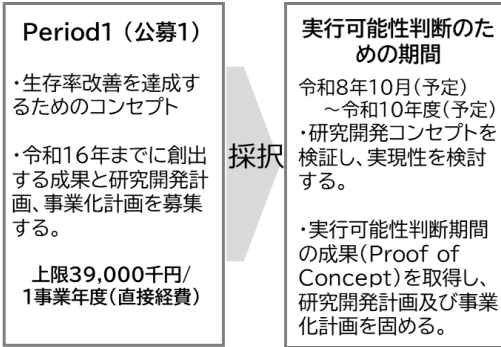 Period1（公募1）
・生存率改善を達成す
るためのコンセプト
・令和16年までに創出
する成果と研究開発計
画、事業化計画を募集
する。
上限39,000千円/
1事業年度（直接経費）
採択
実行可能性判断のた
めの期間
令和8年10月（予定）
～令和10年度（予定）
・研究開発コンセプトを
検証し、実現性を検討
する。
・実行可能性判断期間
の成果（Proof of
Concept）を取得し、
研究開発計画及び事業
化計画を固める。